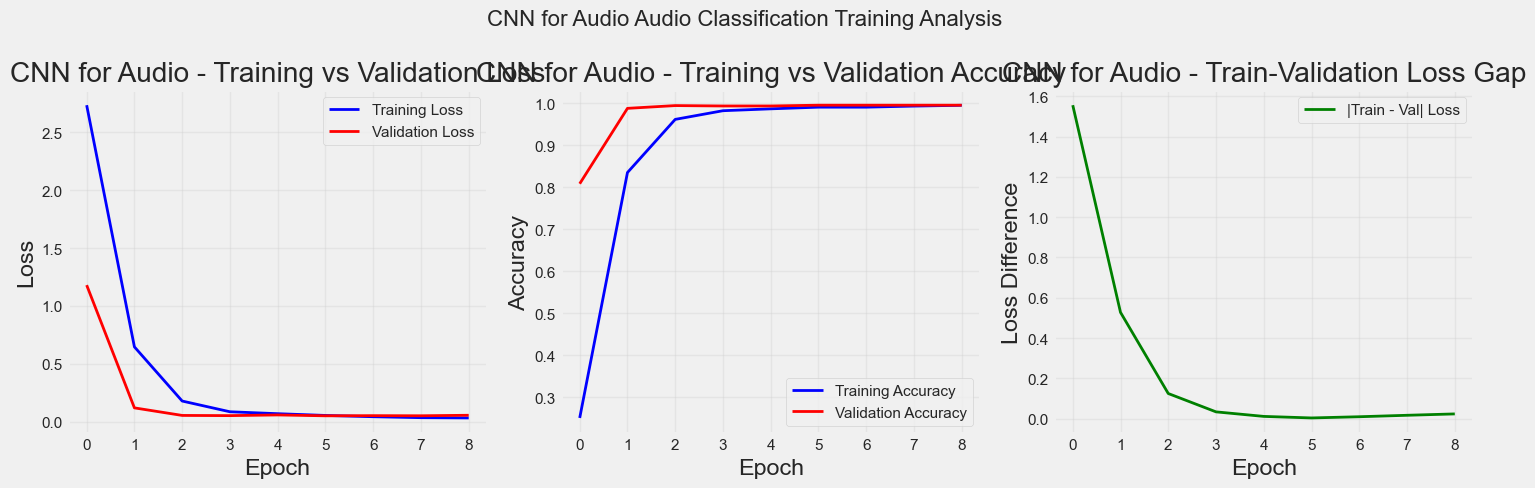 CNN for Audio Audio Classification Training Analysis
CNN for Audio - Training vs Validation Loss
Training Loss
Validation Loss
2.5
2.0
1.5
1.0
0.5
0.0
Loss
0 1 2 3 4 5 6 7 8
Epoch
CNN for Audio - Training vs Validation Accuracy
1.0
0.9
0.8
0.7
0.6
0.5
0.4
0.3
Accuracy
Training Accuracy
Validation Accuracy
0 1 2 3 4 5 6 7 8
Epoch
CNN for Audio - Train-Validation Loss Gap
|Train - Val| Loss
1.6
1.4
1.2
1.0
0.8
0.6
0.4
0.2
0.0
Loss Difference
0 1 2 3 4 5 6 7 8
Epoch